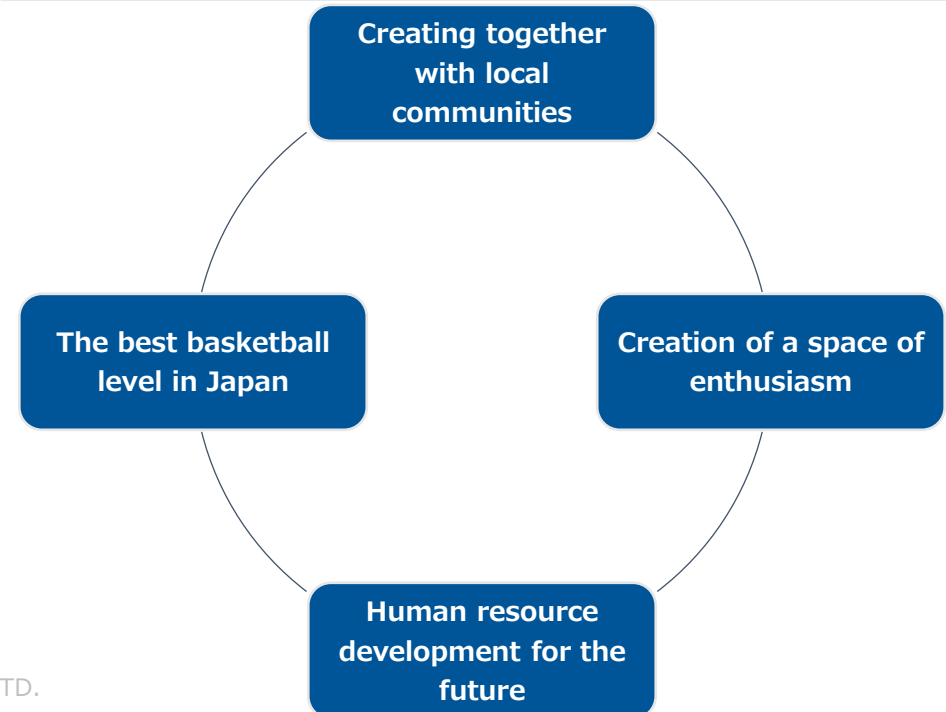 Creating together
with local
communities
The best basketball
level in Japan
Creation of a space of
enthusiasm
Human resource
development for the
future
TD.